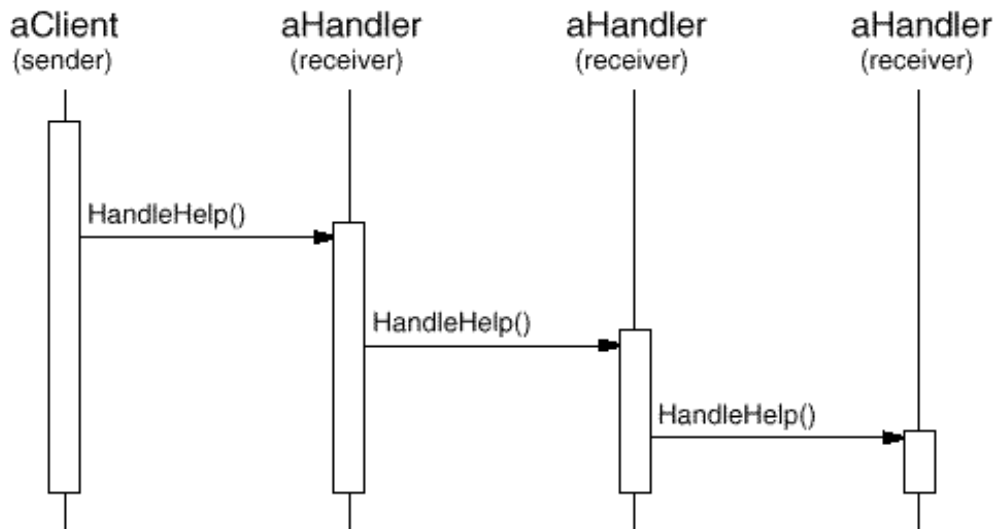 aClient
(sender)
aHandler
(receiver)
aHandler
(receiver)
aHandler
(receiver)
HandleHelp()
HandleHelp()
HandleHelp()